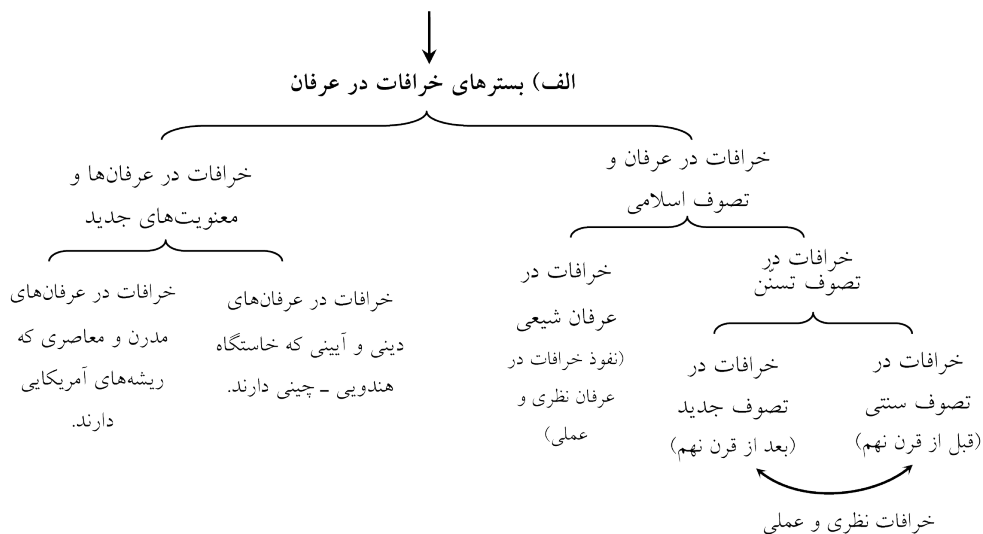 الف) بسترهای خرافات در عرفان
خرافات در عرفان و
تصوف اسلامی
خرافات در عرفان‌ها و
معنویت‌های جدید
خرافات در
تصوف تسنّن
خرافات در
عرفان شیعی
(نفوذ خرافات در
عرفان نظری و
عملی)
خرافات در عرفان‌های
دینی و آیینی که خاستگاه
هندویی ـ چینی دارند.
خرافات در عرفان‌های
مدرن و معاصری که
ریشه‌های آمریکایی
دارند.
خرافات در
تصوف سنتی
(قبل از قرن نهم)
خرافات در
تصوف جدید
(بعد از قرن نهم)
خرافات نظری و عملی